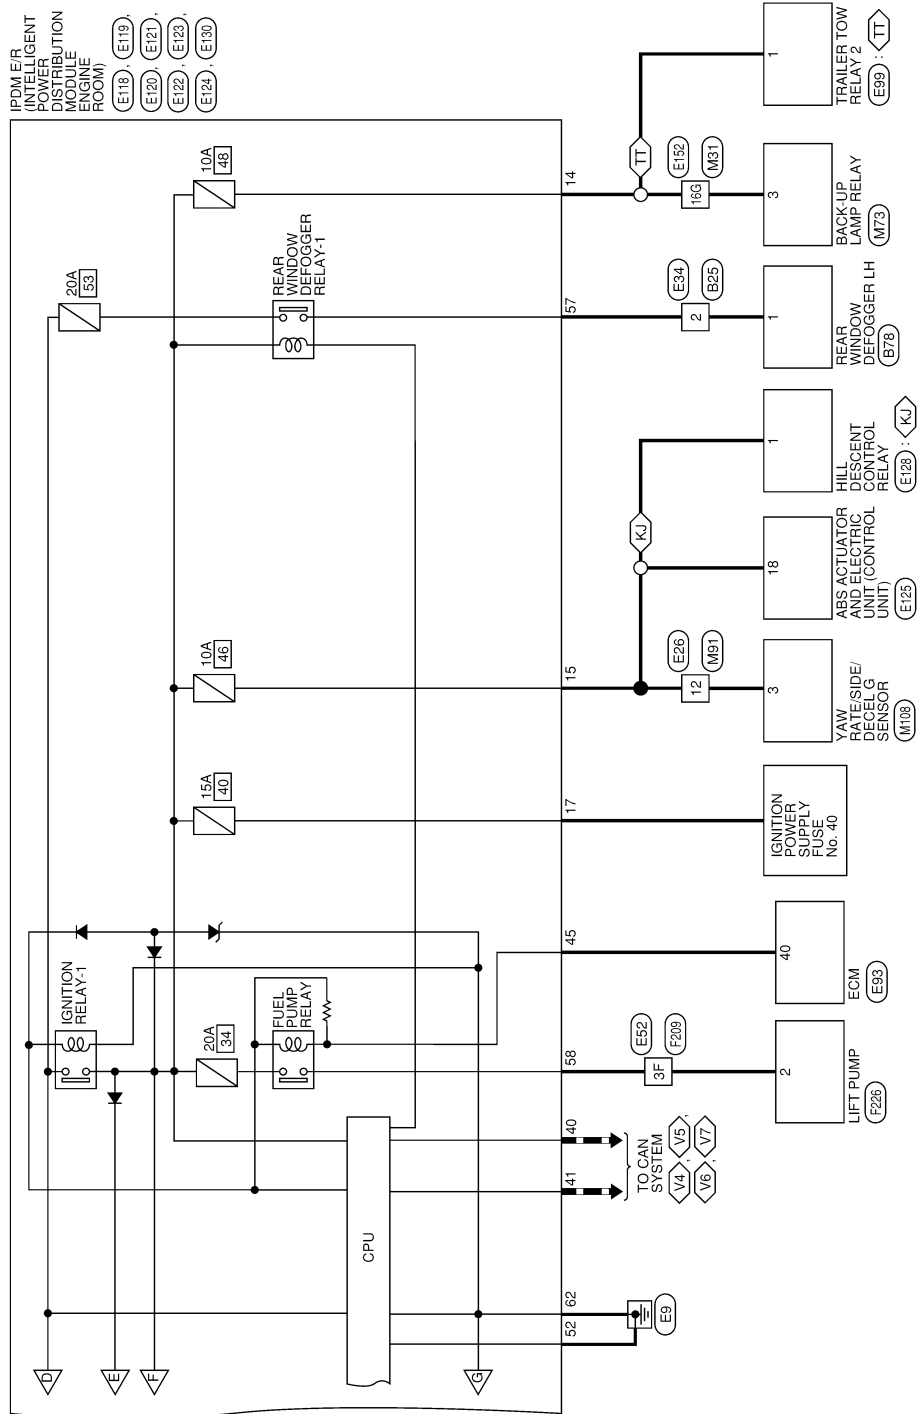 IPDM E/R
(INTELLIGENT
POWER
DISTRIBUTION
MODULE
ENGINE
ROOM)
E118 , E119 ,
E120 , E121 ,
E122 , E123 ,
E124 , E130
D
E
F
G
IGNITION
RELAY-1
20A
34
FUEL
PUMP
RELAY
CPU
15A
40
10A
46
20A
53
REAR
WINDOW
DEFOGGER
RELAY-1
10A
48
52
62
41
40
58
45
17
15
57
14
E9
TO CAN
SYSTEM
V4 , V5 ,
V6 , V7
3F
E52
F209
2
LIFT PUMP
F226
40
ECM
E93
IGNITION
POWER
SUPPLY
FUSE
No. 40
12
E26
M91
3
YAW
RATE/SIDE/
DECEL G
SENSOR
M108
18
ABS ACTUATOR
AND ELECTRIC
UNIT (CONTROL
UNIT)
E125
KJ
1
HILL
DESCENT
CONTROL
RELAY
E128 : KJ
2
E34
B25
1
REAR
WINDOW
DEFOGGER LH
B78
TT
16G
E152
M31
3
BACK-UP
LAMP RELAY
M73
1
TRAILER TOW
RELAY 2
E99 : TT